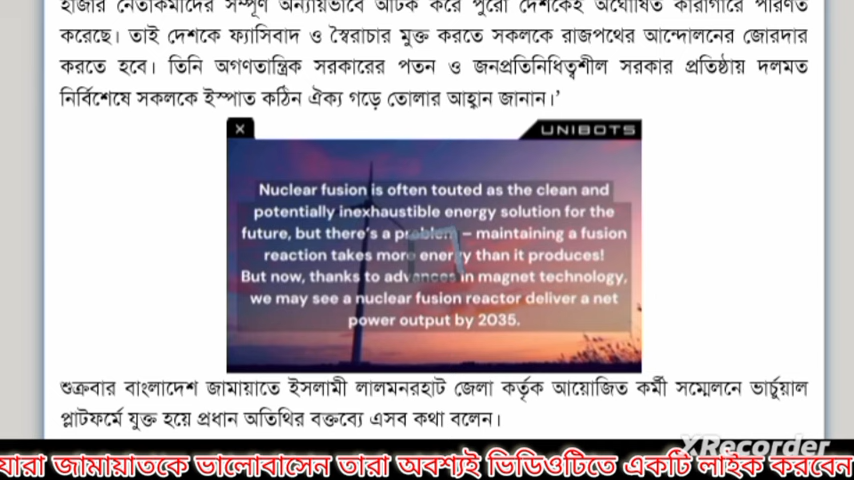 হাজার নেতাকর্মীদের সম্পূর্ণ অন্যায়ভাবে আটক করে পুরো দেশকেই অঘোষিত কারাগারে পরিণত
করেছে। তাই দেশকে ফ্যাসিবাদ ও স্বৈরাচার মুক্ত করতে সকলকে রাজপথের আন্দোলনের জোরদার
করতে হবে। তিনি অগণতান্ত্রিক সরকারের পতন ও জনপ্রতিনিধিত্বশীল সরকার প্রতিষ্ঠায় দলমত
নির্বিশেষে সকলকে ইস্পাত কঠিন ঐক্য গড়ে তোলার আহ্বান জানান।’
X UNIBOTS
Nuclear fusion is often touted as the clean and
potentially inexhaustible energy solution for the
future, but there's a problem – maintaining a fusion
reaction takes more energy than it produces!
But now, thanks to advances in magnet technology,
we may see a nuclear fusion reactor deliver a net
power output by 2035.
শুক্রবার বাংলাদেশ জামায়াতে ইসলামী লালমনরহাট জেলা কর্তৃক আয়োজিত কর্মী সম্মেলনে ভার্চুয়াল
প্লাটফর্মে যুক্ত হয়ে প্রধান অতিথির বক্তব্যে এসব কথা বলেন।
XRecorder
যারা জামায়াতকে ভালোবাসেন তারা অবশ্যই ভিডিওটিতে একটি লাইক করবেন